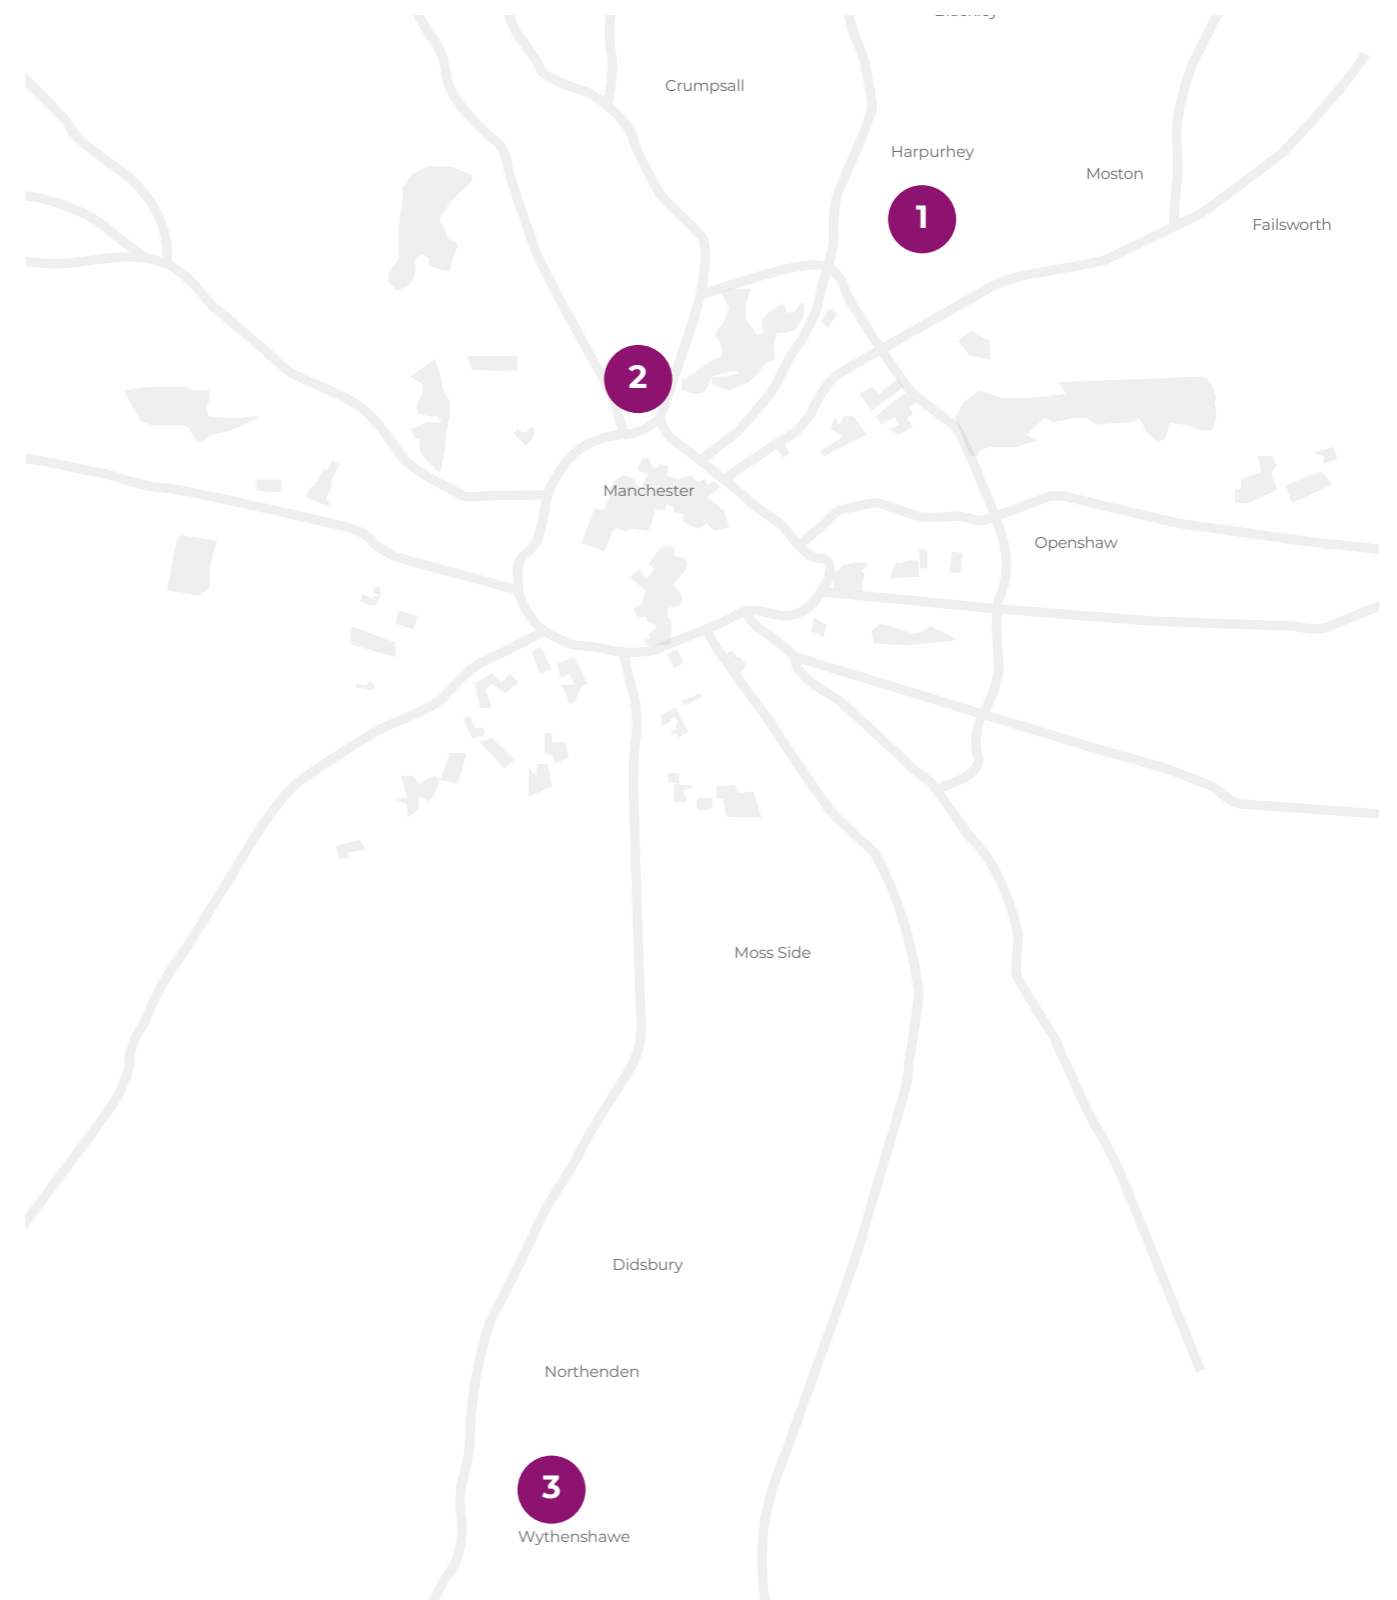 Crumpsall
Harpurhey
Moston
1
Failsworth
2
Manchester
Openshaw
Moss Side
Didsbury
Northenden
3
Wythenshawe